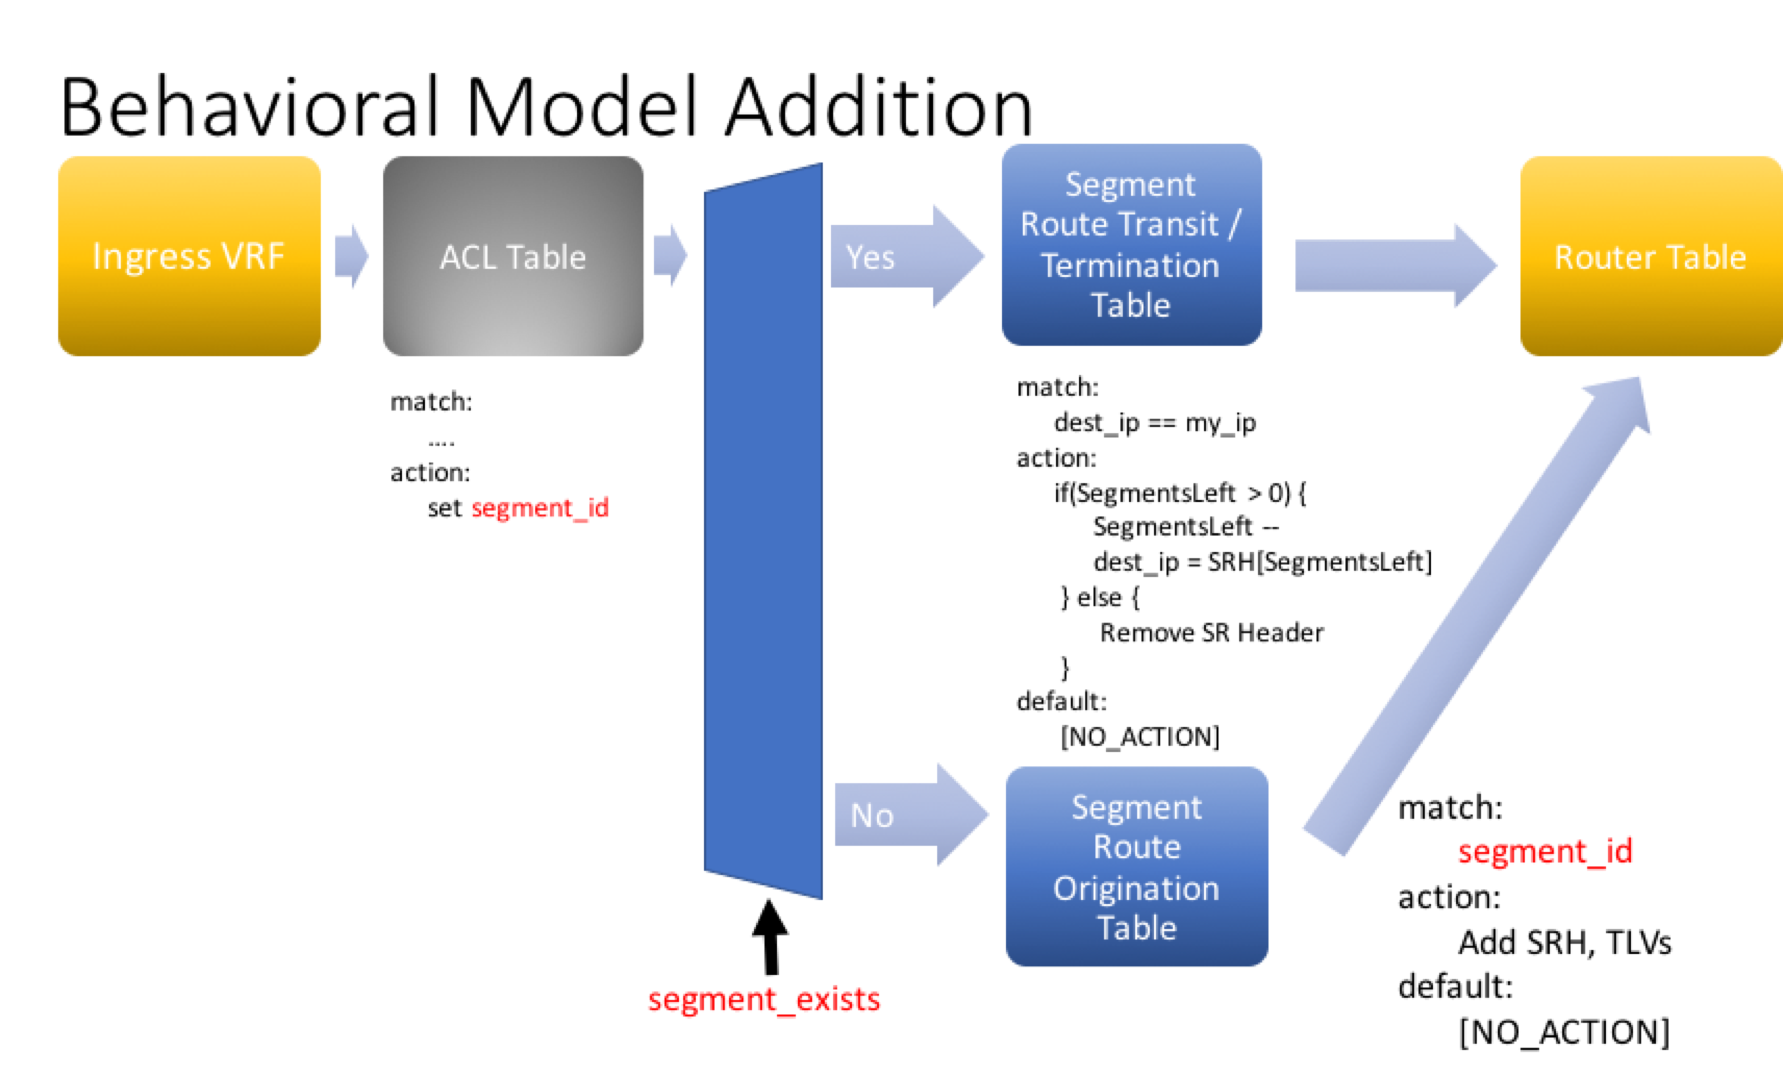 Behavioral Model Addition
Ingress VRF
ACL Table
match:
....
action:
set segment_id
segment_exists
Yes
Segment
Route Transit /
Termination
Table
match:
dest_ip == my_ip
action:
if(SegmentsLeft > 0) {
SegmentsLeft --
dest_ip = SRH[SegmentsLeft]
} else {
Remove SR Header
}
default:
[NO_ACTION]
No
Segment
Route
Origination
Table
match:
segment_id
action:
Add SRH, TLVs
default:
[NO_ACTION]
Router Table